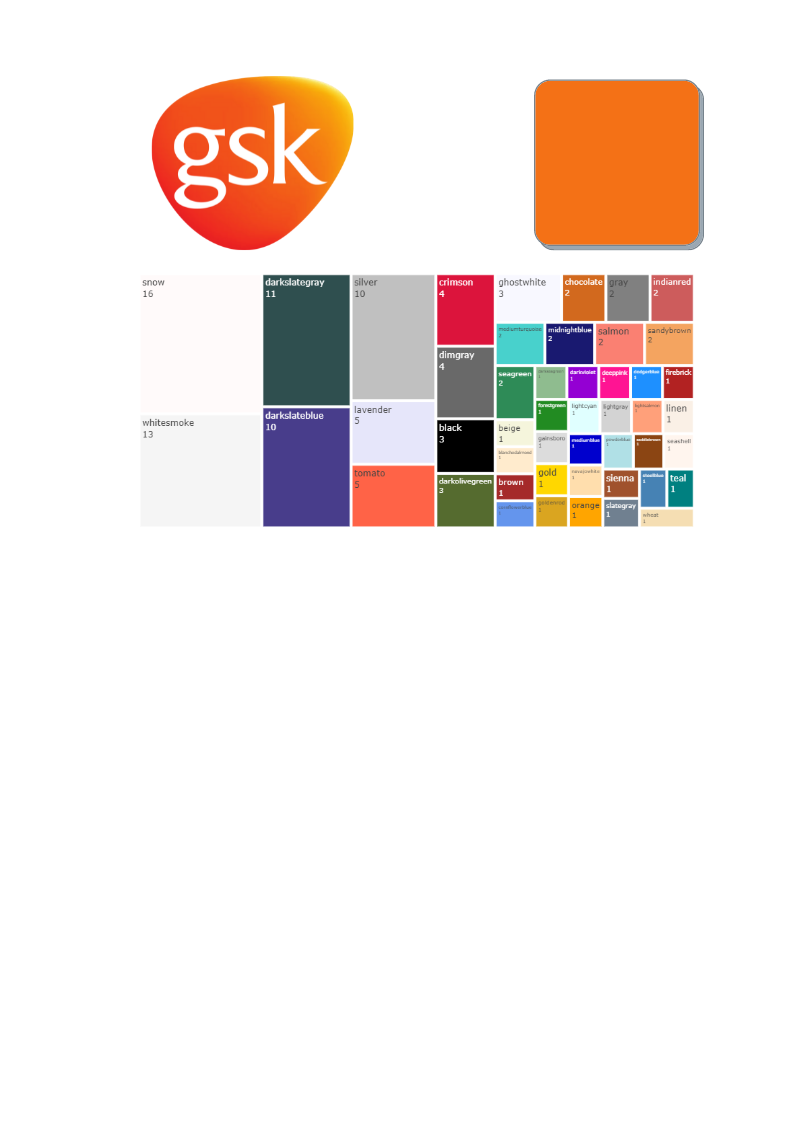 gsk
snow
16
darkslategray
11
silver
10
crimson
4
ghostwhite
3
chocolate
2
gray
2
indianred
2
mediumturquoise
2
midnightblue
2
salmon
2
sandybrown
2
dimgray
4
seagreen
2
darkseagreen
1
darkviolet
1
deeppink
1
dodgerblue
1
firebrick
1
whitesmoke
13
darkslateblue
10
lavender
5
forestgreen
1
lightcyan
1
lightgray
1
lightsalmon
1
linen
1
black
3
beige
1
gainsboro
1
mediumblue
1
powderblue
1
saddlebrown
1
seashell
1
blanchedalmond
1
tomato
5
darkolivegreen
3
brown
1
gold
1
navajowhite
1
sienna
1
steelblue
1
teal
1
cornflowerblue
1
goldenrod
1
orange
1
slategray
1
wheat
1